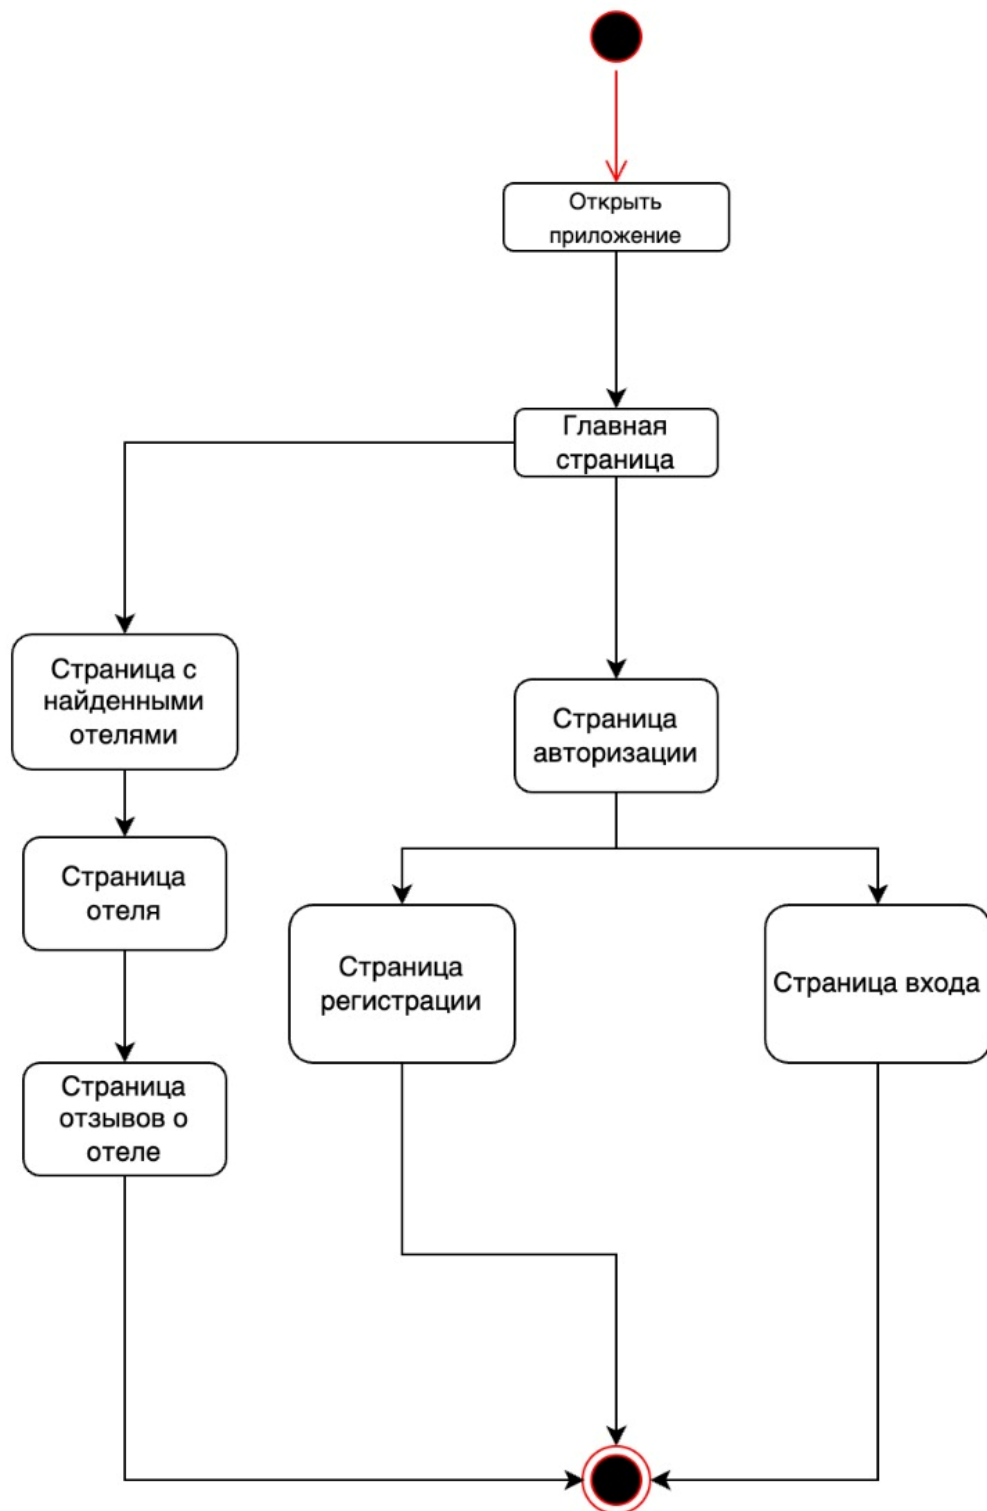 Открыть
приложение
Главная
страница
Страница с
найденными
отелями
Страница
авторизации
Страница
отеля
Страница
регистрации
Страница входа
Страница
отзывов о
отеле